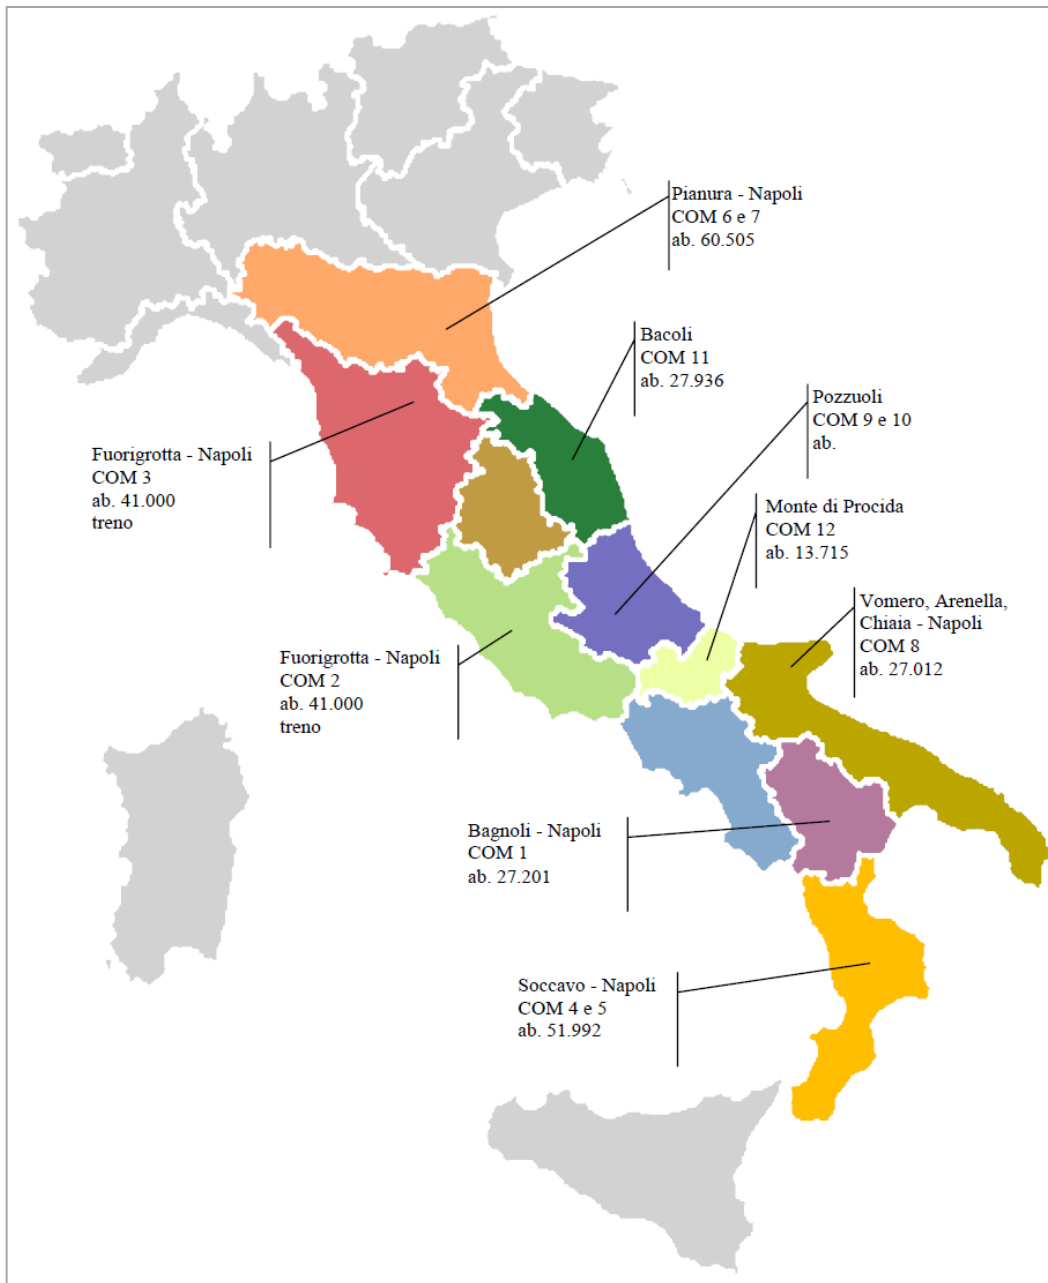 Pianura - Napoli
COM 6 e 7
ab. 60.505
Bacoli
COM 11
ab. 27.936
Pozzuoli
COM 9 e 10
ab.
Fuorigrotta - Napoli
COM 3
ab. 41.000
treno
Monte di Procida
COM 12
ab. 13.715
Vomero, Arenella,
Chiaia - Napoli
COM 8
ab. 27.012
Fuorigrotta - Napoli
COM 2
ab. 41.000
treno
Bagnoli - Napoli
COM 1
ab. 27.201
Soccavo - Napoli
COM 4 e 5
ab. 51.992